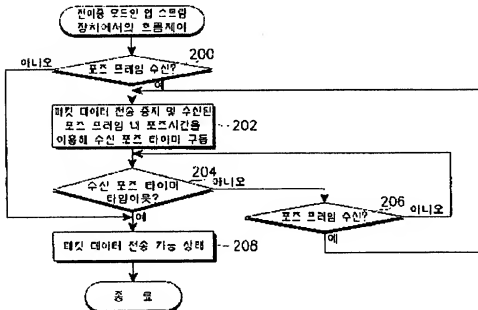 전이중 모드인 업 스트림
장치에서의 흐름제어
200
아니오
포즈 프레임 수신?
예
패킷 데이터 전송 중지 및 수신된
포즈 프레임 내 포즈시간을
이용해 수신 포즈 타이머 구동
202
204
수신 포즈 타이머
타임아웃?
아니오
예
206
포즈 프레임 수신?
아니오
예
패킷 데이터 전송 가능 상태
208
종 료